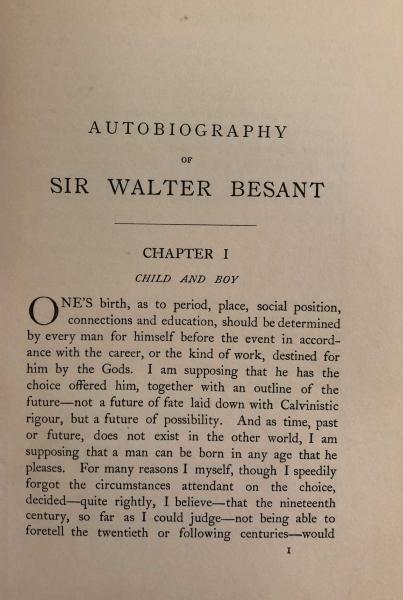 AUTOBIOGRAPHY
OF
SIR WALTER BESANT
CHAPTER I
CHILD AND BOY
ONE'S birth, as to period, place, social position,
connections and education, should be determined
by every man for himself before the event in accord-
ance with the career, or the kind of work, destined for
him by the Gods. I am supposing that he has the
choice offered him, together with an outline of the
future—not a future of fate laid down with Calvinistic
rigour, but a future of possibility. And as time, past
or future, does not exist in the other world, I am
supposing that a man can be born in any age that he
pleases. For many reasons I myself, though I speedily
forgot the circumstances attendant on the choice,
decided—quite rightly, I believe—that the nineteenth
century, so far as I could judge—not being able to
foretell the twentieth or following centuries—would
1